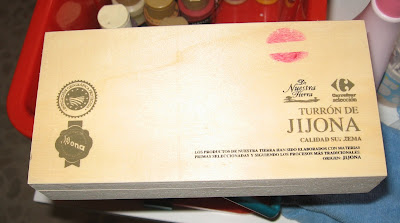 De
Nuestra
Tierra
Carrefour
selección
TURRÓN DE
JIJONA
CALIDAD SUPREMA
LOS PRODUCTOS DE NUESTRA TIERRA HAN SIDO ELABORADOS CON MATERIAS
PRIMAS SELECCIONADAS Y SIGUIENDO LOS PROCESOS MÁS TRADICIONALES.
ORIGEN: JIJONA
Jijona